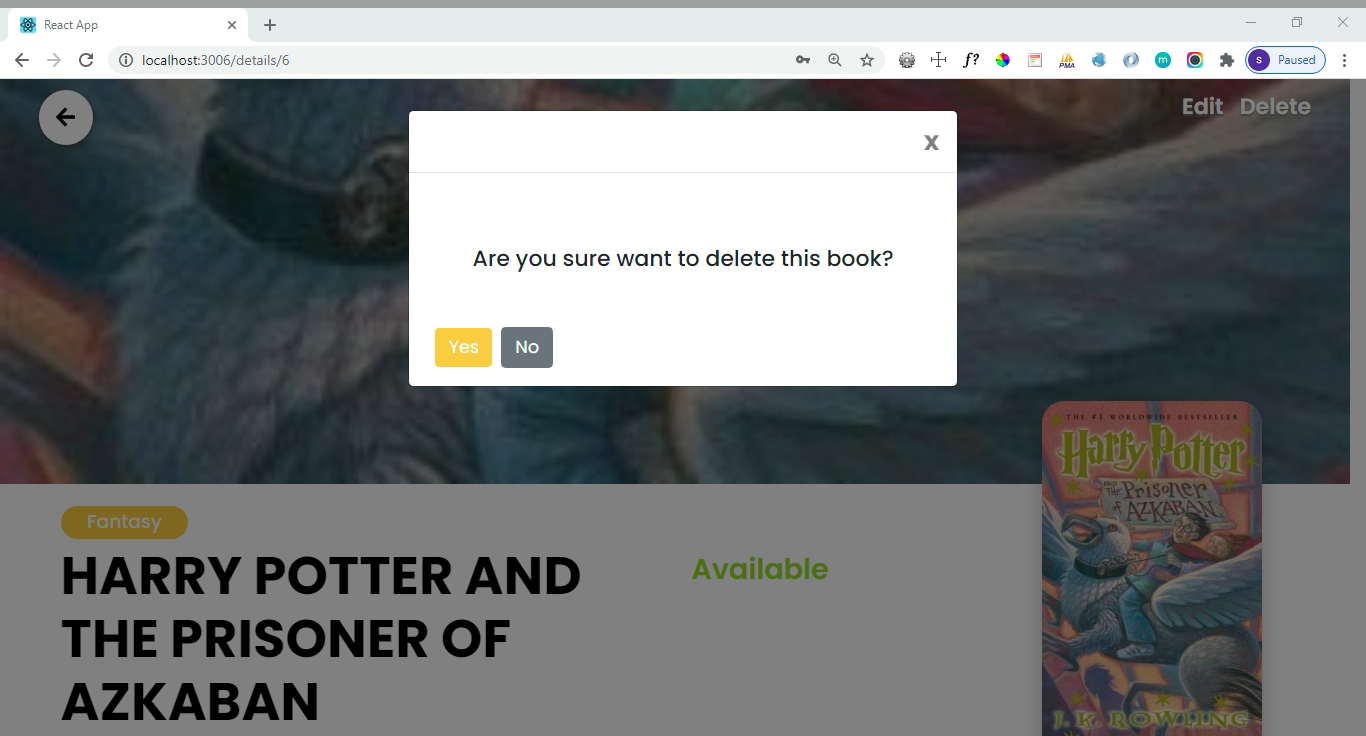 React App
localhost:3006/details/6
f?
PMA
m
S
Paused
Edit Delete
x
Are you sure want to delete this book?
Yes No
THE #1 WORLDWIDE BESTSELLER
Harry Potter
AND THE Prisoner
of AZKABAN
J. K. ROWLING
Fantasy
HARRY POTTER AND
THE PRISONER OF
AZKABAN
Available